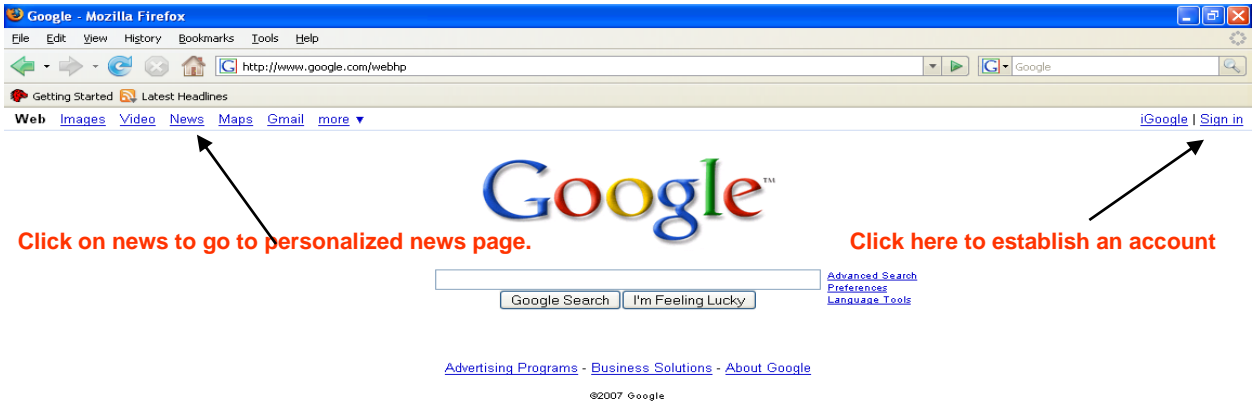 Google - Mozilla Firefox
File Edit View History Bookmarks Tools Help
http://www.google.com/webhp Google
Getting Started Latest Headlines
Web Images Video News Maps Gmail more ▼ iGoogle | Sign in
Google™
Click on news to go to personalized news page. Click here to establish an account
Advanced Search
Preferences
Language Tools
Google Search I'm Feeling Lucky
Advertising Programs - Business Solutions - About Google
©2007 Google